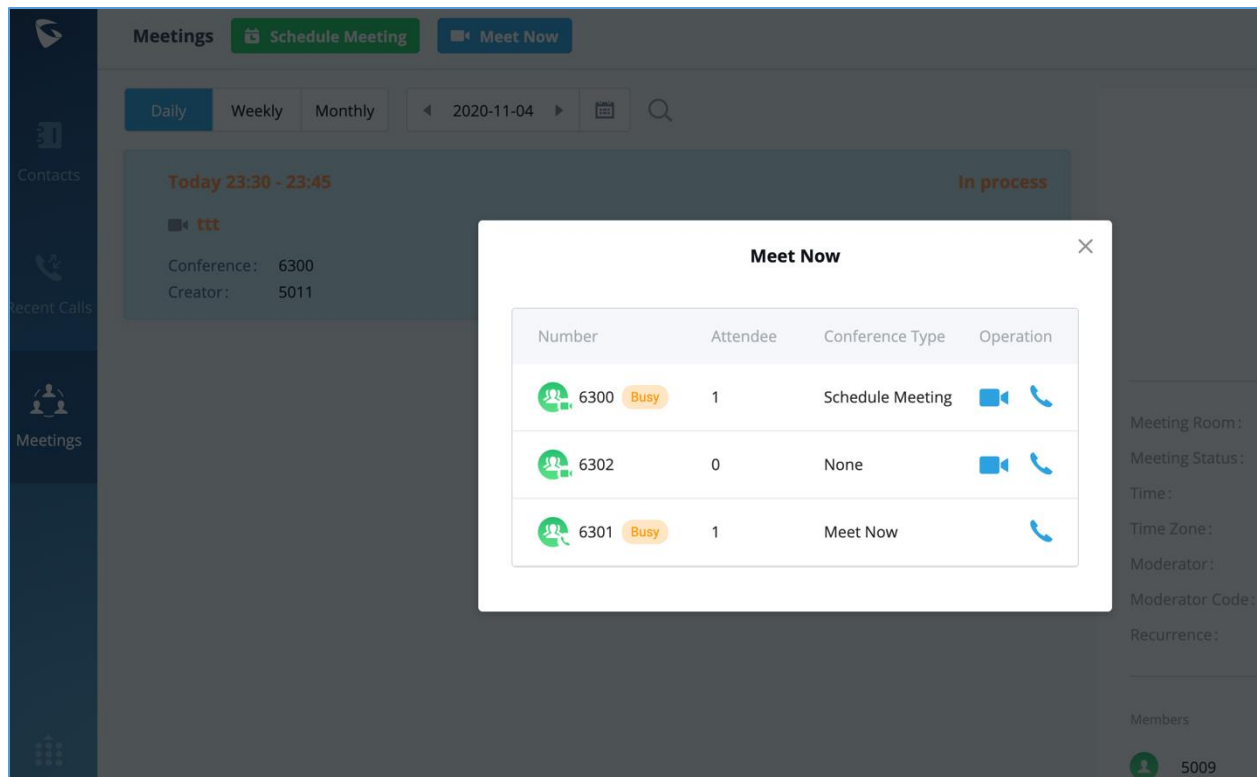 Meetings Schedule Meeting Meet Now
Daily Weekly Monthly 2020-11-04
Contacts
Today 23:30 - 23:45 In process
ttt
Conference: 6300
Creator: 5011
Recent Calls
Meetings
Meet Now
Number Attendee Conference Type Operation
6300 Busy 1 Schedule Meeting
6302 0 None
6301 Busy 1 Meet Now
Meeting Room:
Meeting Status:
Time:
Time Zone:
Moderator:
Moderator Code:
Recurrence:
Members
5009